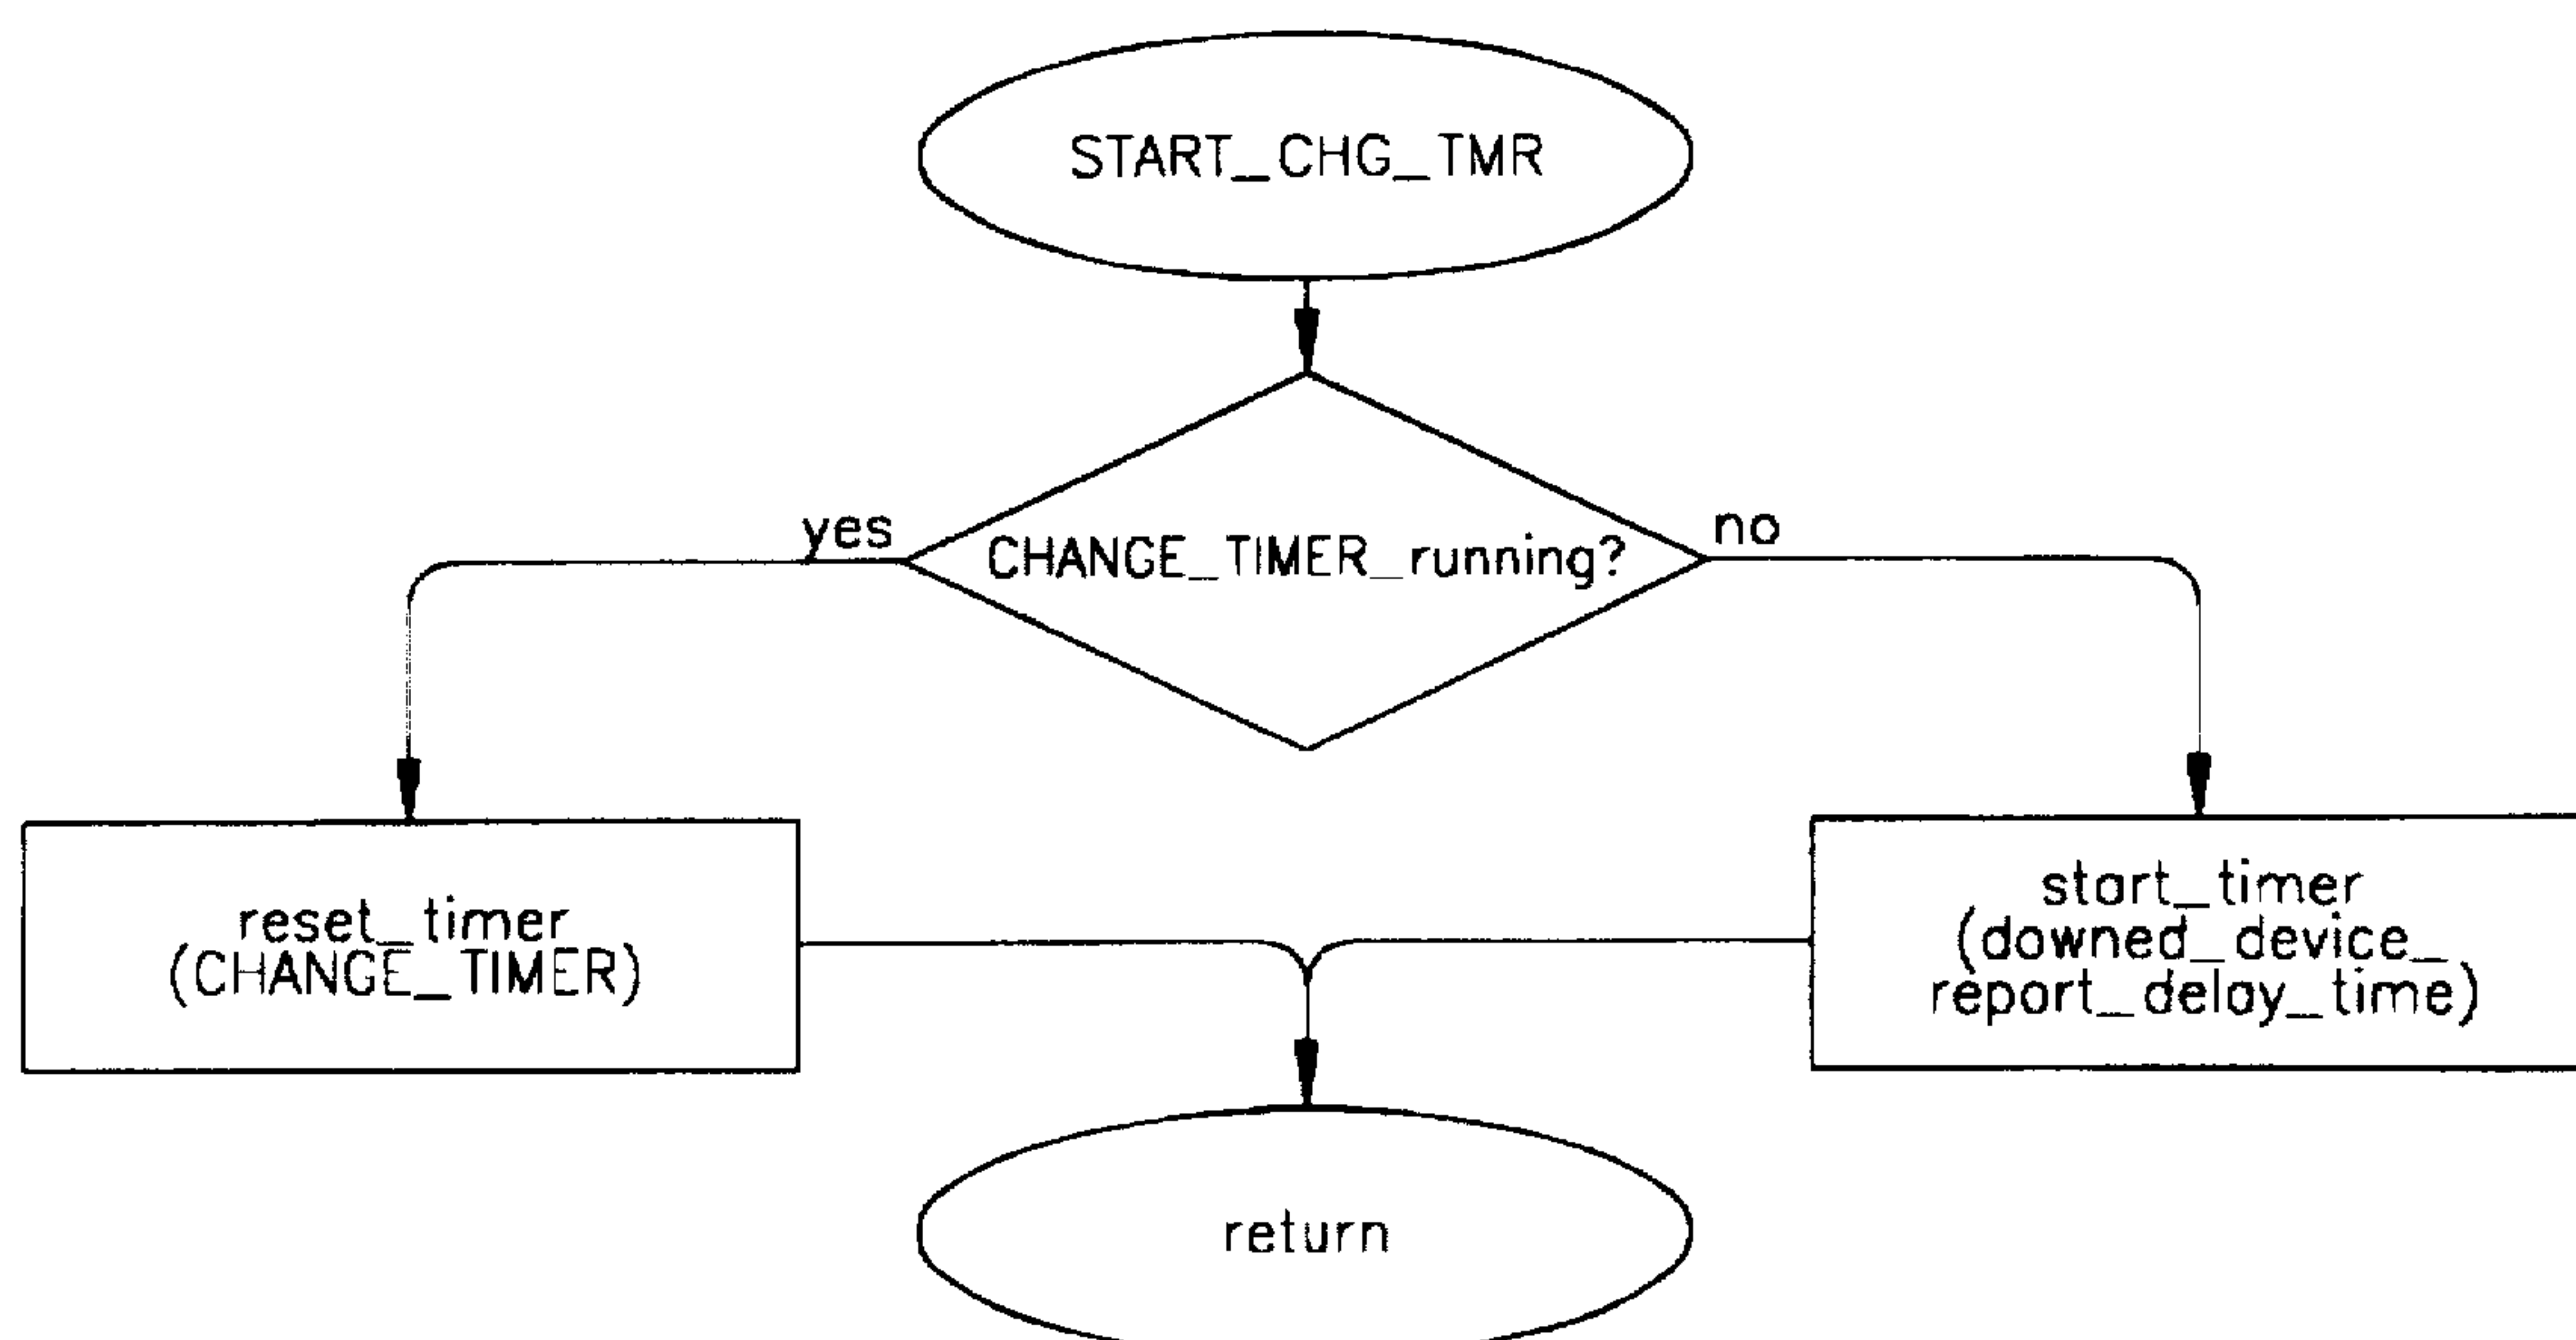 START_CHG_TMR
yes
no
CHANGE_TIMER_running?
reset_timer
(CHANGE_TIMER)
start_timer
(downed_device_
report_delay_time)
return